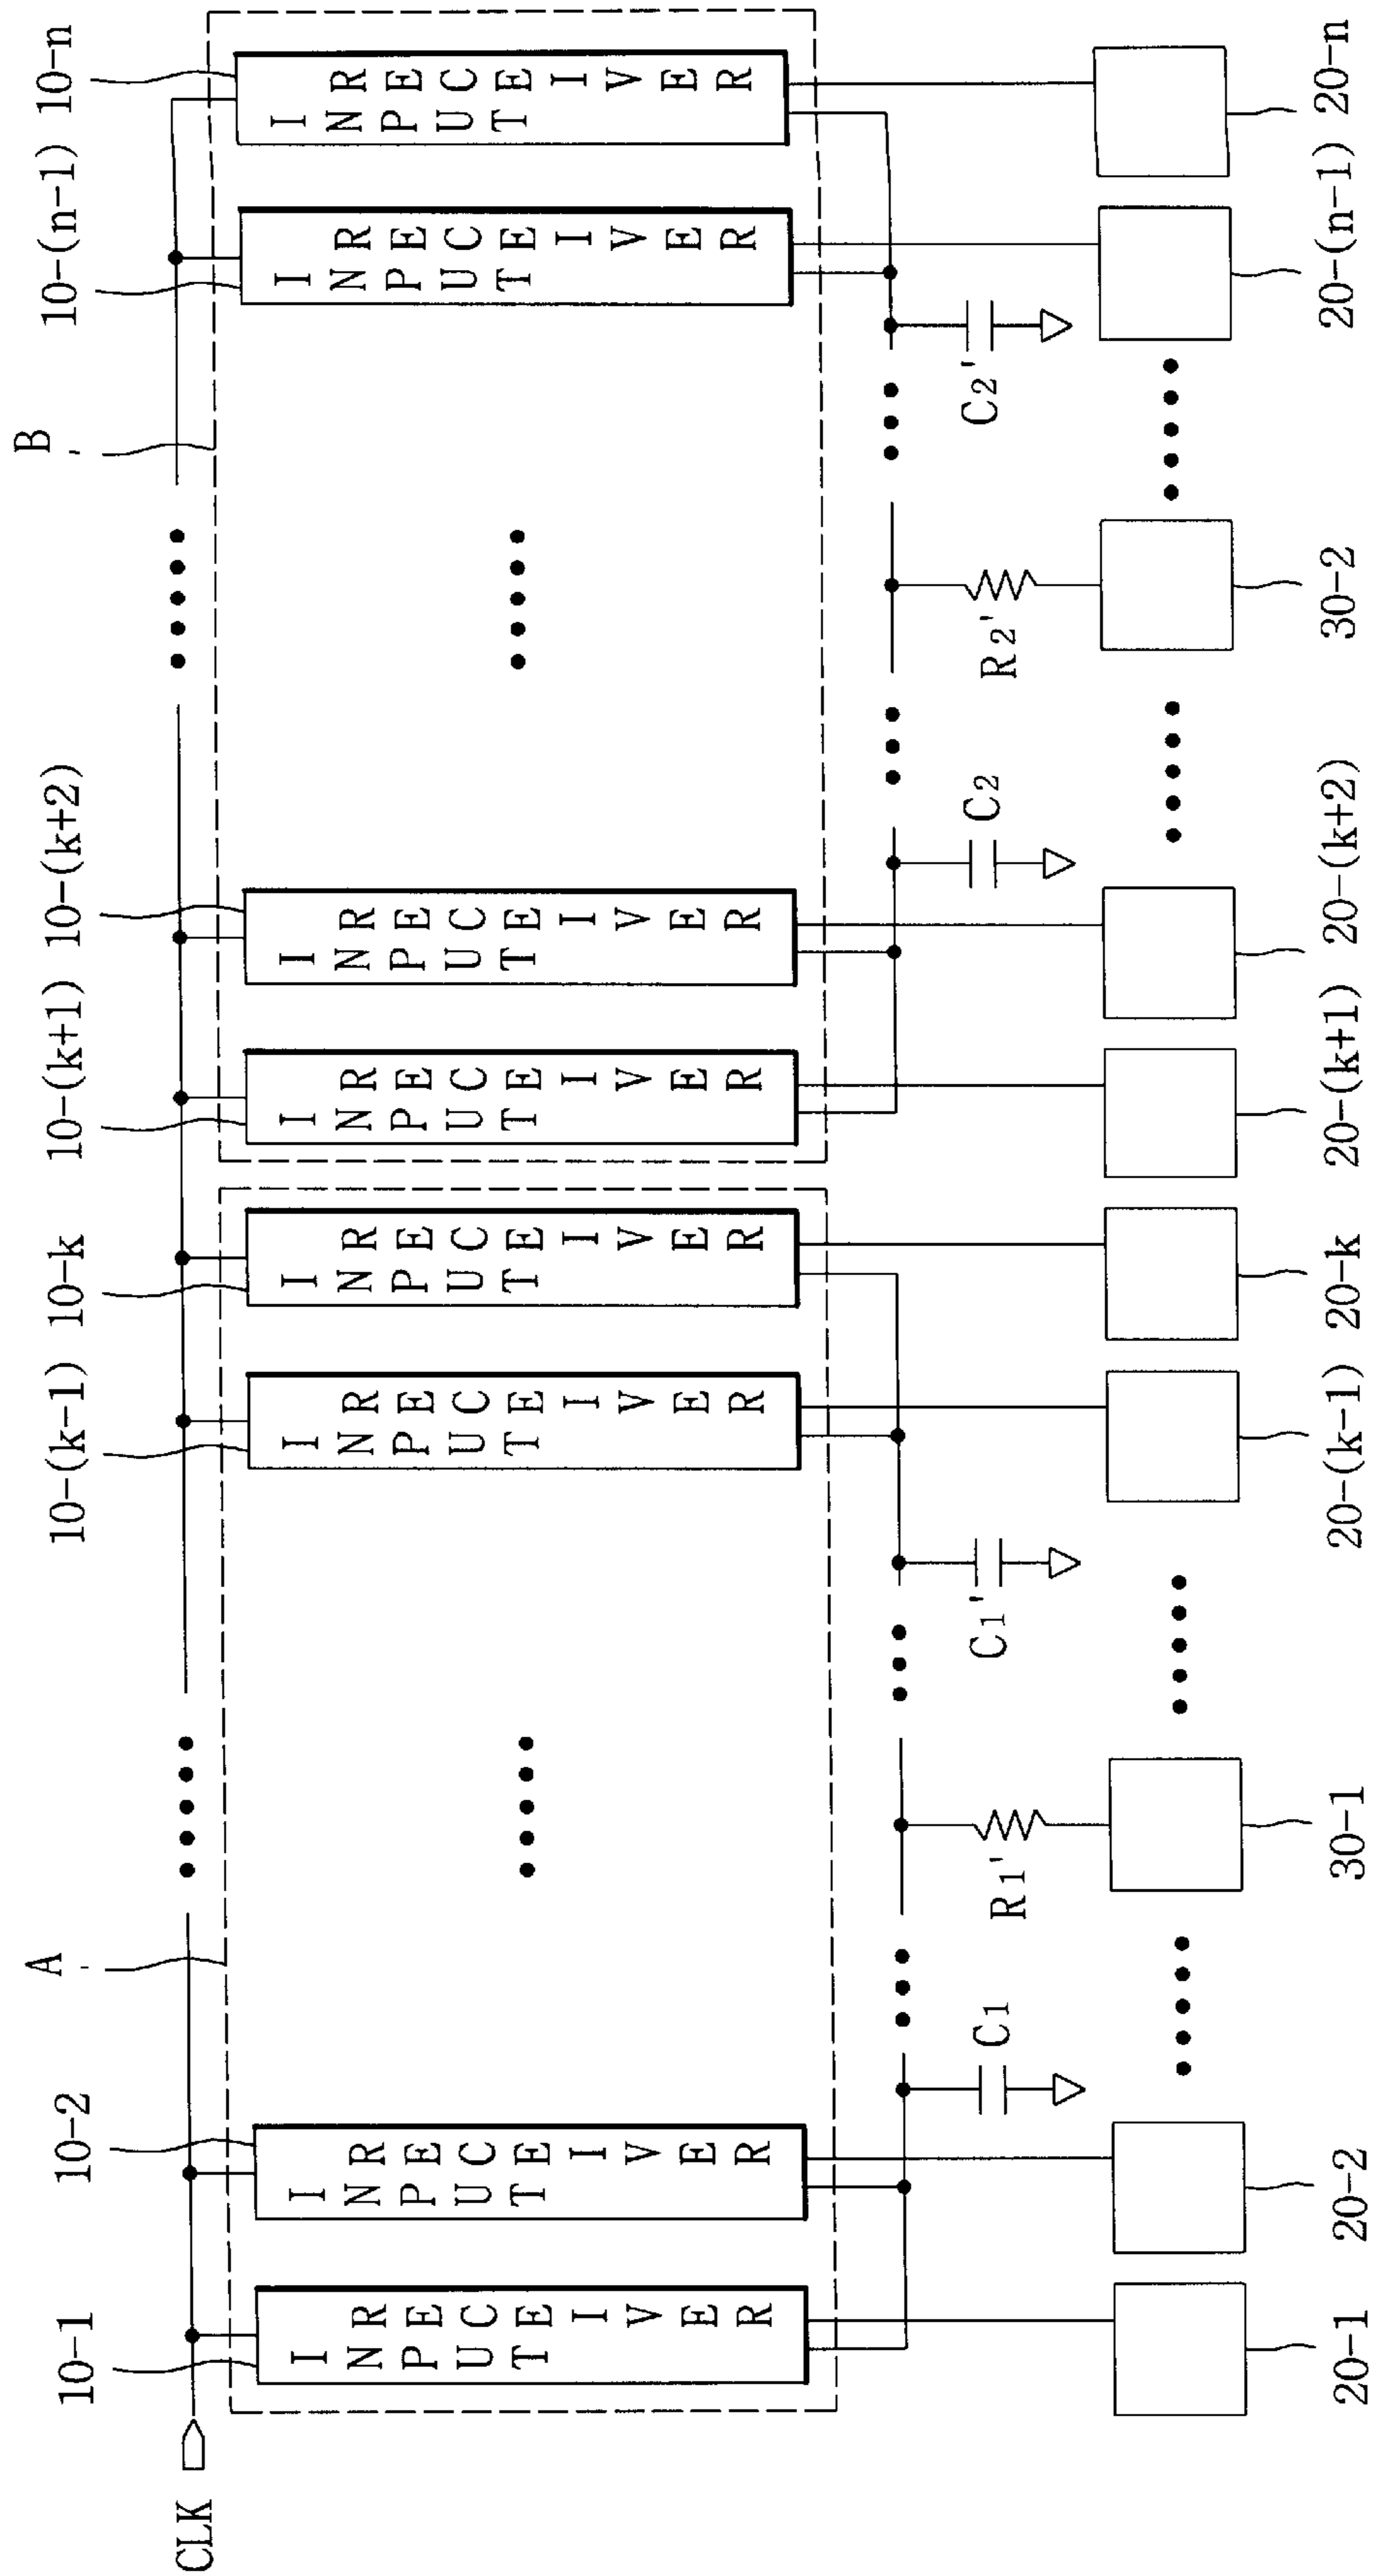 CLK
A
B
10-1
10-2
10-(k-1)
10-k
10-(k+1)
10-(k+2)
10-(n-1)
10-n
INPUT
RECEIVER
INPUT
RECEIVER
INPUT
RECEIVER
INPUT
RECEIVER
INPUT
RECEIVER
INPUT
RECEIVER
INPUT
RECEIVER
INPUT
RECEIVER
C1
R1'
C1'
C2
R2'
C2'
20-1
20-2
30-1
20-(k-1)
20-k
20-(k+1)
20-(k+2)
30-2
20-(n-1)
20-n